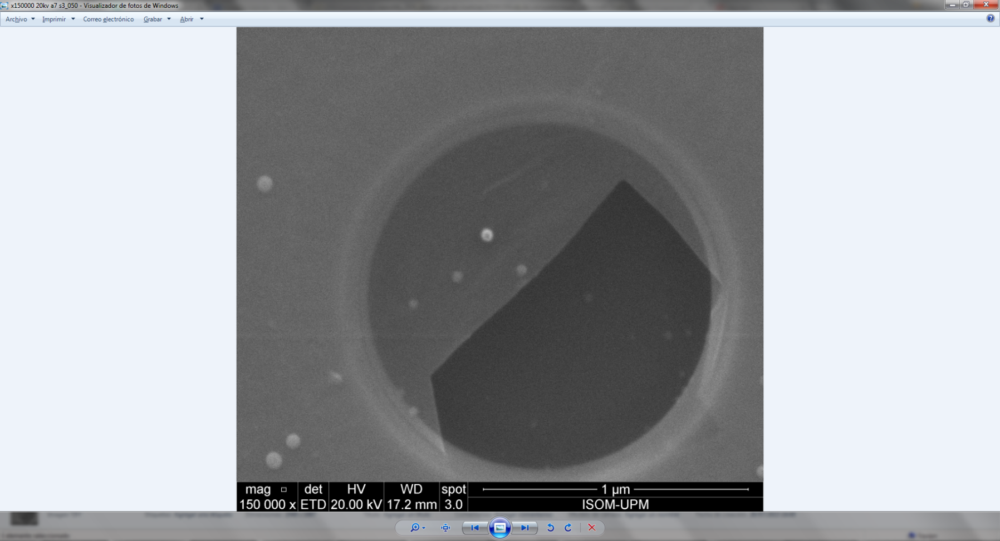 x150000 20kv a7 s3_050 - Visualizador de fotos de Windows
Archivo Imprimir Correo electrónico Grabar Abrir
mag det HV WD spot 1 µm
150 000 x ETD 20.00 kV 17.2 mm 3.0 ISOM-UPM